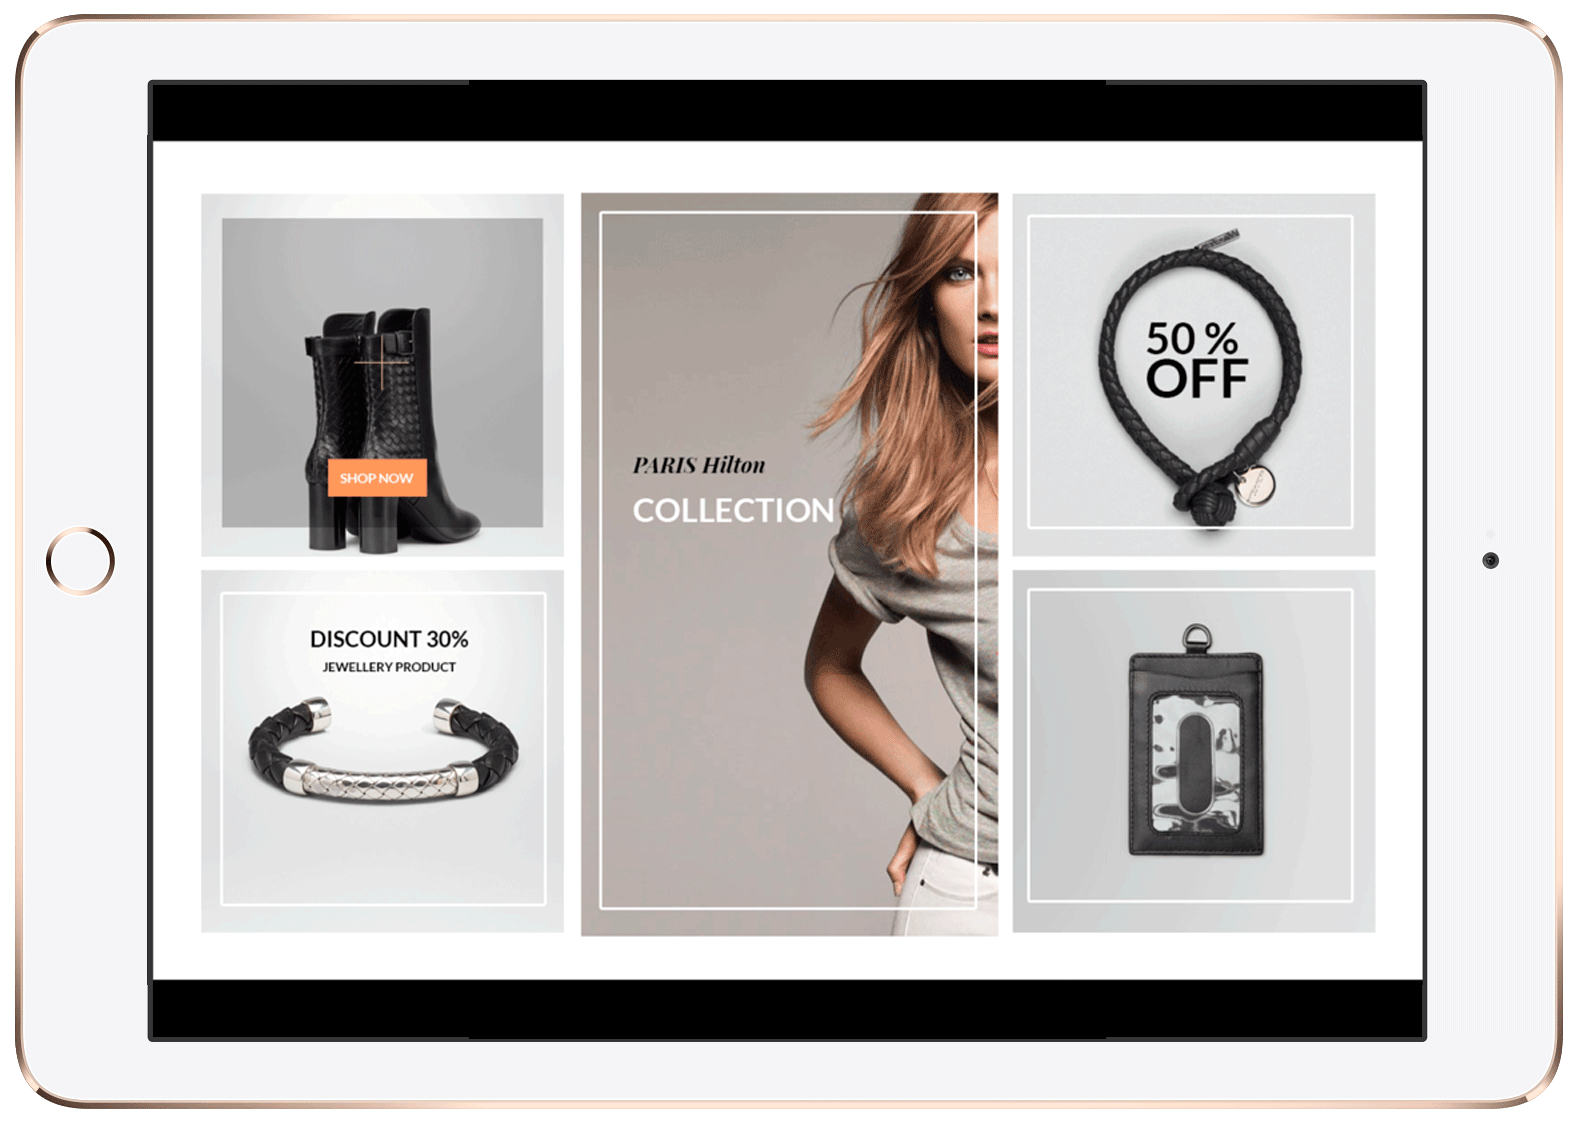 SHOP NOW
DISCOUNT 30%
JEWELLERY PRODUCT
PARIS Hilton
COLLECTION
50 %
OFF